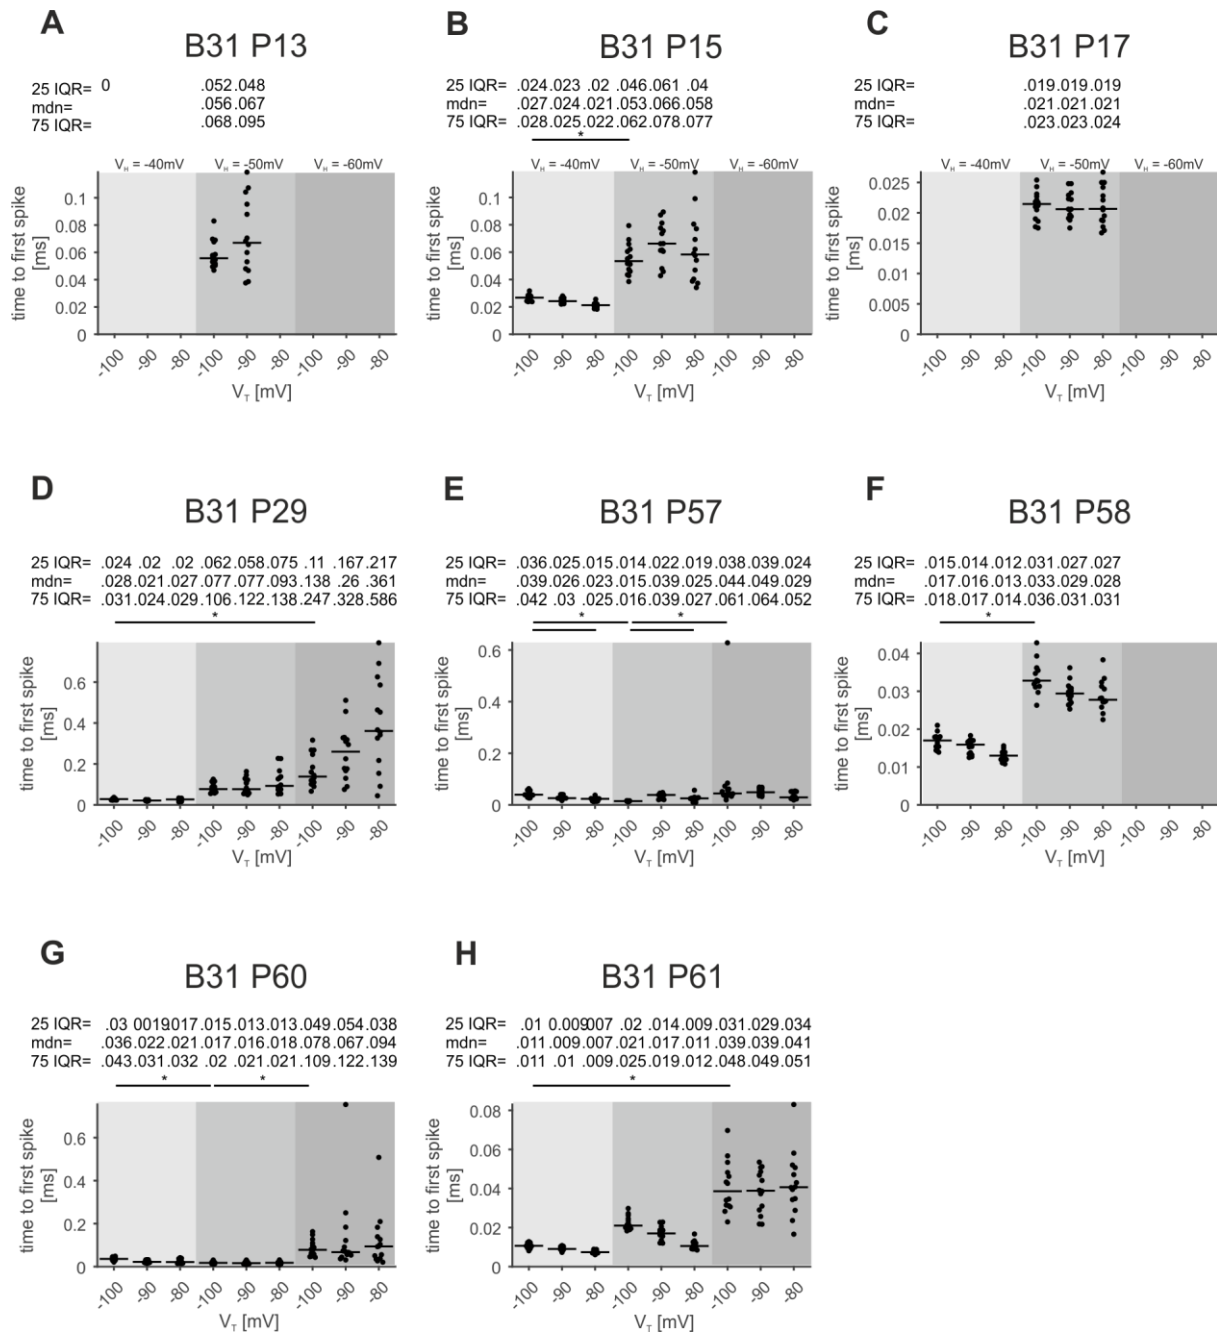 A
B31 P13
25 IQR= 0 .052 .048
mdn= .056 .067
75 IQR= .068 .095
V_H = -40mV V_H = -50mV V_H = -60mV
time to first spike
[ms]
0.1
0.08
0.06
0.04
0.02
0
-100 -90 -80 -100 -90 -80 -100 -90 -80
V_T [mV]
B
B31 P15
25 IQR= .024 .023 .02 .046 .061 .04
mdn= .027 .024 .021 .053 .066 .058
75 IQR= .028 .025 .022 .062 .078 .077
*
V_H = -40mV V_H = -50mV V_H = -60mV
time to first spike
[ms]
0.1
0.08
0.06
0.04
0.02
0
-100 -90 -80 -100 -90 -80 -100 -90 -80
V_T [mV]
C
B31 P17
25 IQR= .019 .019 .019
mdn= .021 .021 .021
75 IQR= .023 .023 .024
V_H = -40mV V_H = -50mV V_H = -60mV
time to first spike
[ms]
0.025
0.02
0.015
0.01
0.005
0
-100 -90 -80 -100 -90 -80 -100 -90 -80
V_T [mV]
D
B31 P29
25 IQR= .024 .02 .02 .062 .058 .075 .11 .167 .217
mdn= .028 .021 .027 .077 .077 .093 .138 .26 .361
75 IQR= .031 .024 .029 .106 .122 .138 .247 .328 .586
*
time to first spike
[ms]
0.6
0.4
0.2
0
-100 -90 -80 -100 -90 -80 -100 -90 -80
V_T [mV]
E
B31 P57
25 IQR= .036 .025 .015 .014 .022 .019 .038 .039 .024
mdn= .039 .026 .023 .015 .039 .025 .044 .049 .029
75 IQR= .042 .03 .025 .016 .039 .027 .061 .064 .052
* *
time to first spike
[ms]
0.6
0.4
0.2
0
-100 -90 -80 -100 -90 -80 -100 -90 -80
V_T [mV]
F
B31 P58
25 IQR= .015 .014 .012 .031 .027 .027
mdn= .017 .016 .013 .033 .029 .028
75 IQR= .018 .017 .014 .036 .031 .031
*
time to first spike
[ms]
0.04
0.03
0.02
0.01
0
-100 -90 -80 -100 -90 -80 -100 -90 -80
V_T [mV]
G
B31 P60
25 IQR= .03 0019 .017 .015 .013 .013 .049 .054 .038
mdn= .036 .022 .021 .017 .016 .018 .078 .067 .094
75 IQR= .043 .031 .032 .02 .021 .021 .109 .122 .139
* *
time to first spike
[ms]
0.6
0.4
0.2
0
-100 -90 -80 -100 -90 -80 -100 -90 -80
V_T [mV]
H
B31 P61
25 IQR= .01 0.009 007 .02 .014 .009 .031 .029 .034
mdn= .011 .009 .007 .021 .017 .011 .039 .039 .041
75 IQR= .011 .01 .009 .025 .019 .012 .048 .049 .051
*
time to first spike
[ms]
0.08
0.06
0.04
0.02
0
-100 -90 -80 -100 -90 -80 -100 -90 -80
V_T [mV]